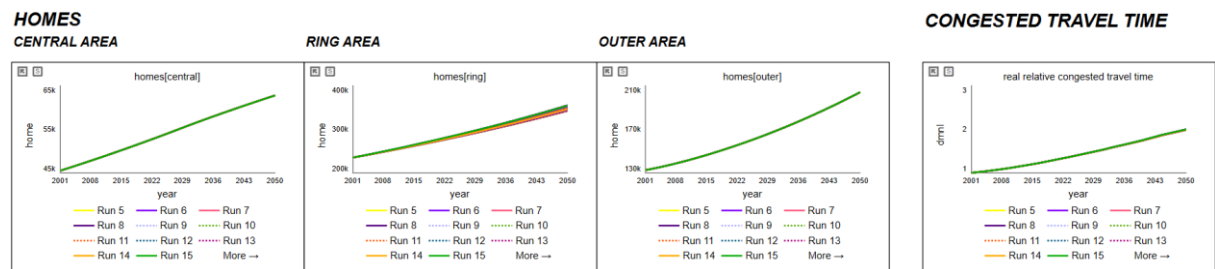 HOMES
CENTRAL AREA
RING AREA
OUTER AREA
CONGESTED TRAVEL TIME
R S
homes[central]
65k
55k
45k
home
2001 2008 2015 2022 2029 2036 2043 2050
year
Run 5 Run 6 Run 7
Run 8 Run 9 Run 10
Run 11 Run 12 Run 13
Run 14 Run 15 More →
R S
homes[ring]
400k
300k
200k
home
2001 2008 2015 2022 2029 2036 2043 2050
year
Run 5 Run 6 Run 7
Run 8 Run 9 Run 10
Run 11 Run 12 Run 13
Run 14 Run 15 More →
R S
homes[outer]
210k
170k
130k
home
2001 2008 2015 2022 2029 2036 2043 2050
year
Run 5 Run 6 Run 7
Run 8 Run 9 Run 10
Run 11 Run 12 Run 13
Run 14 Run 15 More →
R S
real relative congested travel time
3
2
1
dmnl
2001 2008 2015 2022 2029 2036 2043 2050
year
Run 5 Run 6 Run 7
Run 8 Run 9 Run 10
Run 11 Run 12 Run 13
Run 14 Run 15 More →